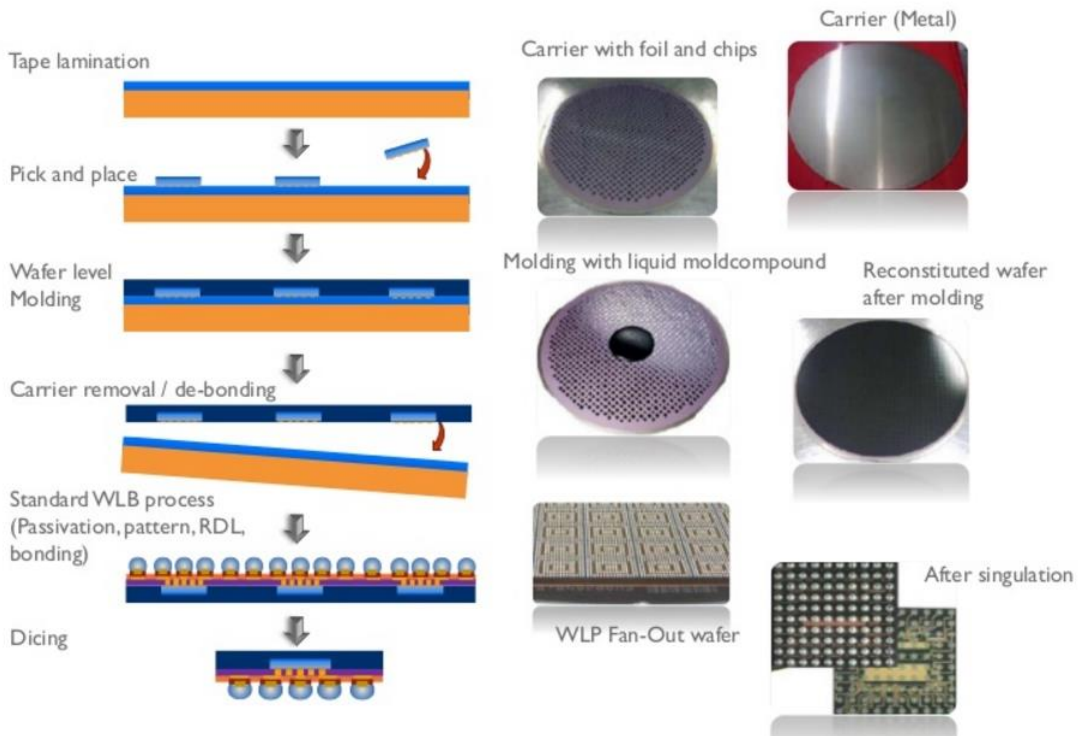 Carrier (Metal)
Carrier with foil and chips
Tape lamination
Pick and place
Wafer level
Molding
Molding with liquid moldcompound
Reconstituted wafer
after molding
Carrier removal / de-bonding
Standard WLB process
(Passivation, pattern, RDL,
bonding)
After singulation
Dicing
WLP Fan-Out wafer